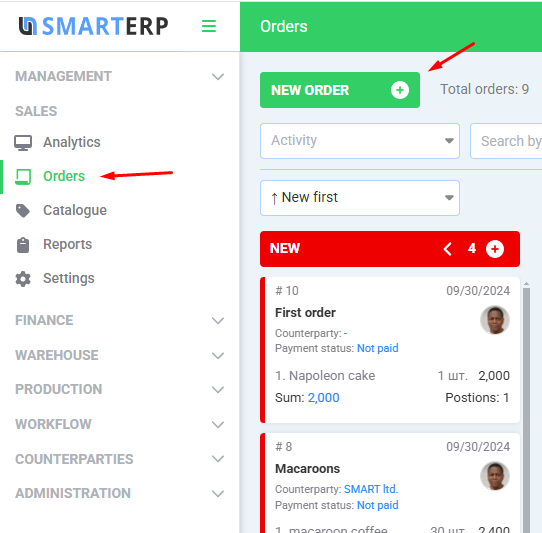 SMARTERP
Orders
MANAGEMENT
SALES
Analytics
Orders
Catalogue
Reports
Settings
FINANCE
WAREHOUSE
PRODUCTION
WORKFLOW
COUNTERPARTIES
ADMINISTRATION
NEW ORDER
Total orders: 9
Activity
Search by
↑ New first
NEW 4
# 10 09/30/2024
First order
Counterparty: -
Payment status: Not paid
1. Napoleon cake 1 шт. 2,000
Sum: 2,000 Postions: 1
# 8 09/30/2024
Macaroons
Counterparty: SMART ltd.
Payment status: Not paid
1. macaroon coffee 30 шт. 2,400